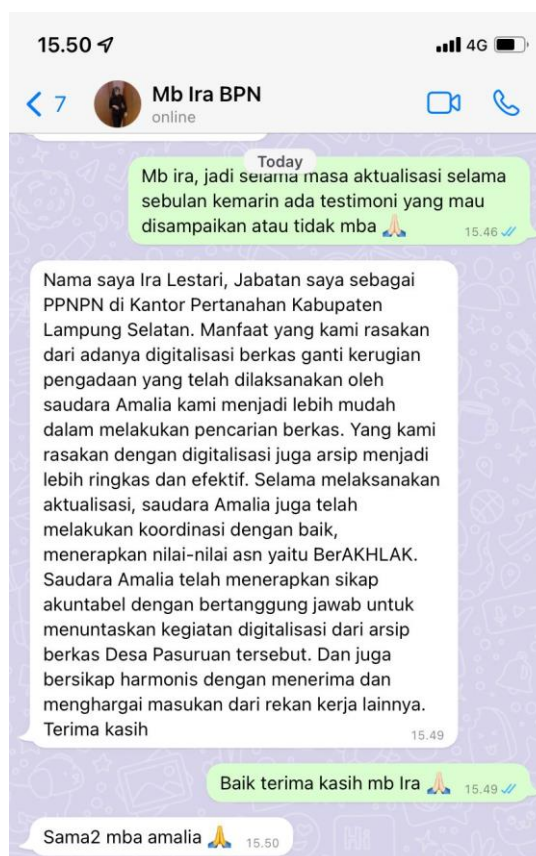 15.50
4G
7
Mb Ira BPN
online
Today
Mb ira, jadi selama masa aktualisasi selama
sebulan kemarin ada testimoni yang mau
disampaikan atau tidak mba 🙏🏻
15.46
Nama saya Ira Lestari, Jabatan saya sebagai
PPNPN di Kantor Pertanahan Kabupaten
Lampung Selatan. Manfaat yang kami rasakan
dari adanya digitalisasi berkas ganti kerugian
pengadaan yang telah dilaksanakan oleh
saudara Amalia kami menjadi lebih mudah
dalam melakukan pencarian berkas. Yang kami
rasakan dengan digitalisasi juga arsip menjadi
lebih ringkas dan efektif. Selama melaksanakan
aktualisasi, saudara Amalia juga telah
melakukan koordinasi dengan baik,
menerapkan nilai-nilai asn yaitu BerAKHLAK.
Saudara Amalia telah menerapkan sikap
akuntabel dengan bertanggung jawab untuk
menuntaskan kegiatan digitalisasi dari arsip
berkas Desa Pasuruan tersebut. Dan juga
bersikap harmonis dengan menerima dan
menghargai masukan dari rekan kerja lainnya.
Terima kasih
15.49
Baik terima kasih mb Ira 🙏🏻
15.49
Sama2 mba amalia 🙏
15.50